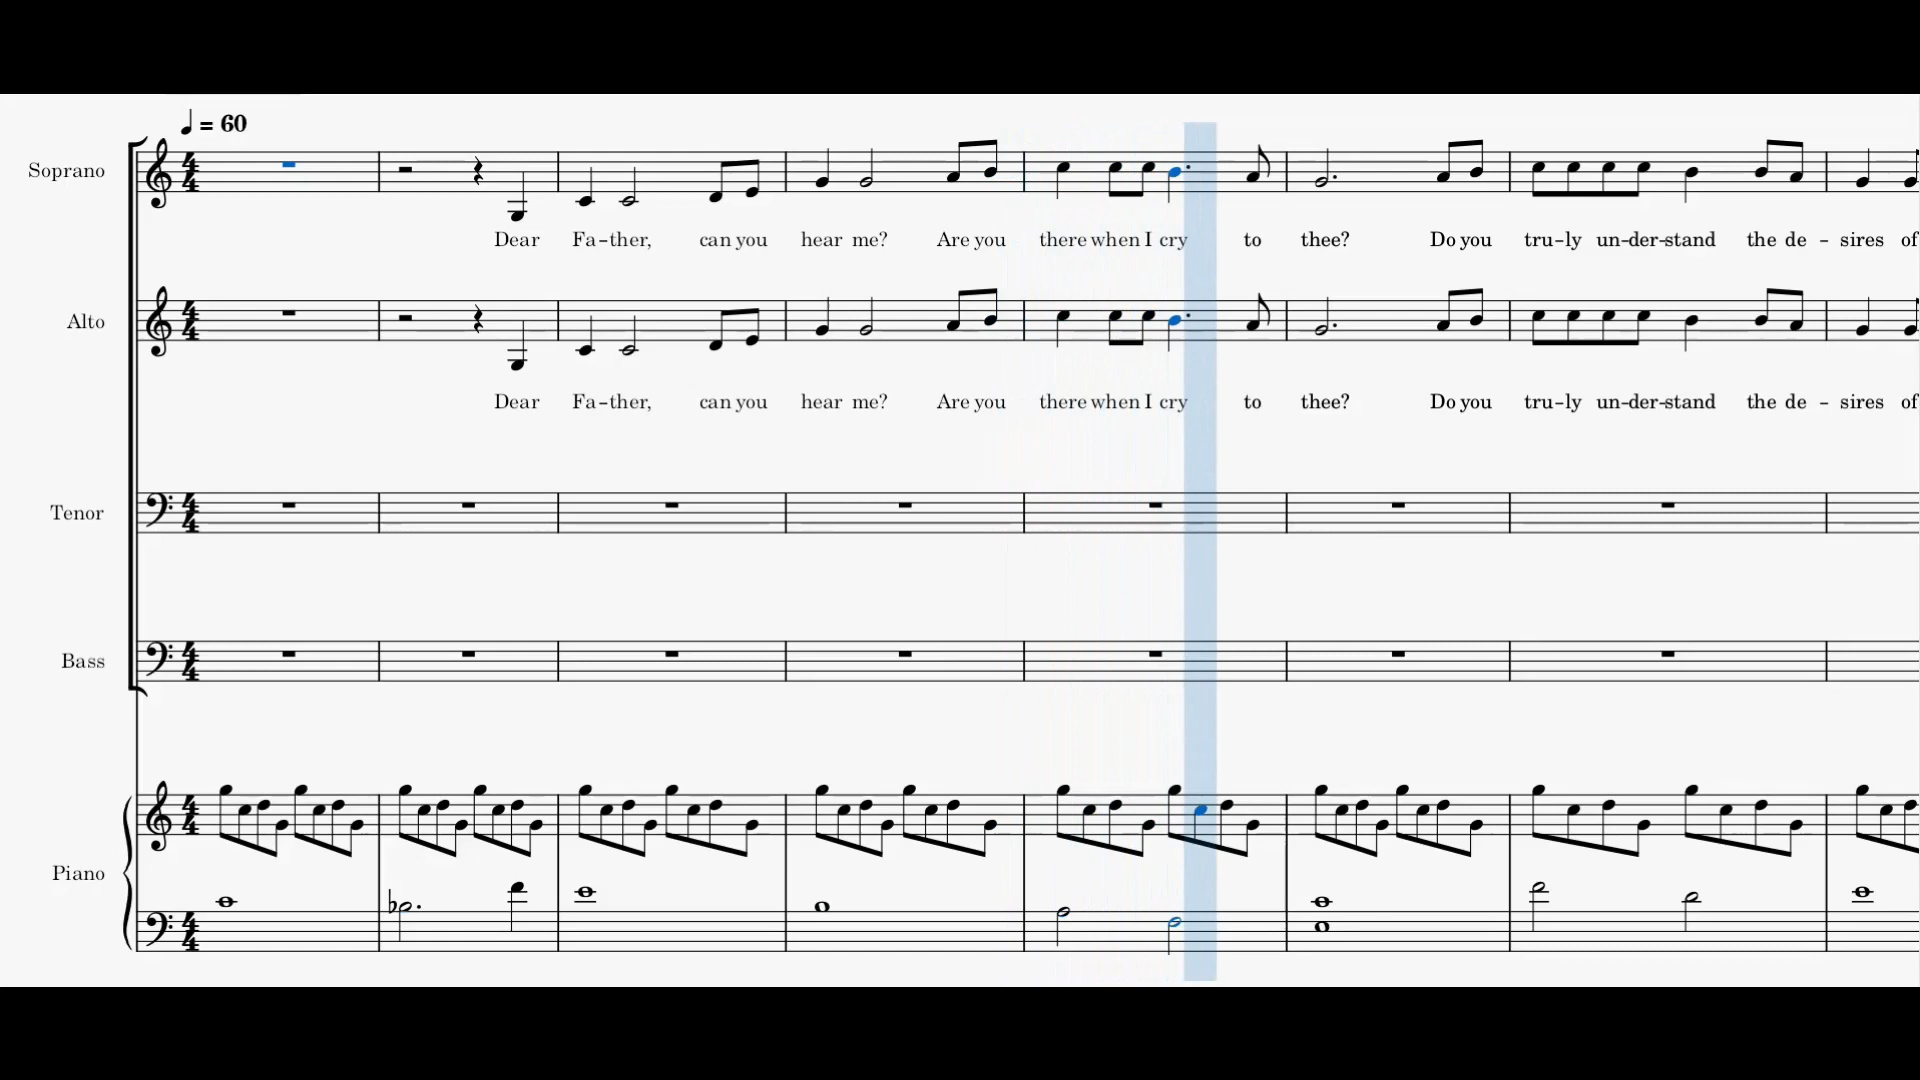 ♩ = 60
Soprano
Dear Fa-ther, can you hear me? Are you there when I cry to thee? Do you tru-ly un-der-stand the de - sires of
Alto
Dear Fa-ther, can you hear me? Are you there when I cry to thee? Do you tru-ly un-der-stand the de - sires of
Tenor
Bass
Piano